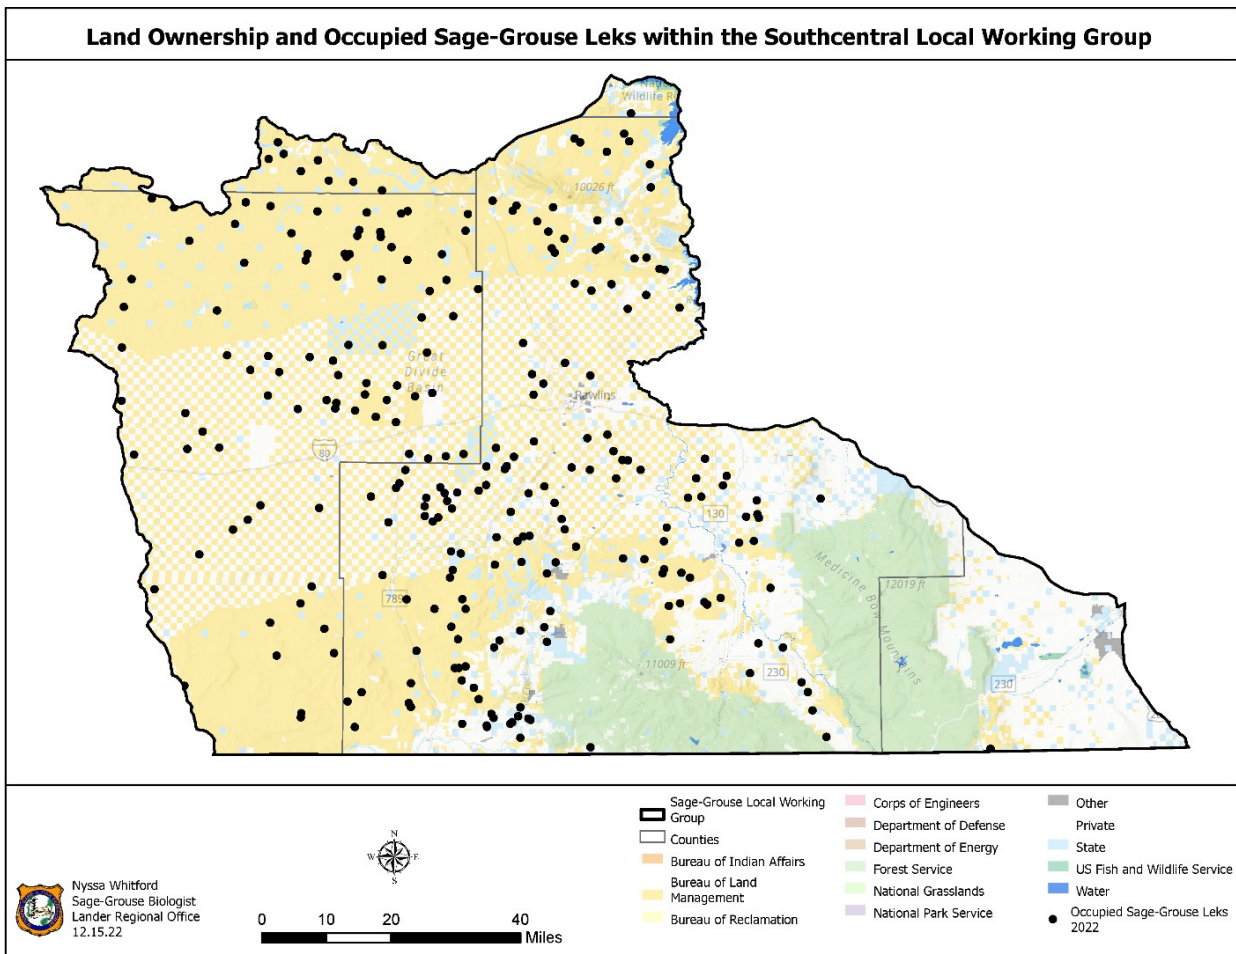 Land Ownership and Occupied Sage-Grouse Leks within the Southcentral Local Working Group
Wildlife
10026 ft
Great
Divide
Basin
Rawlins
80
130
Medicine Bow Mountains
12019 ft
789
11009 ft
230
230
N
W
E
S
Nyssa Whitford
Sage-Grouse Biologist
Lander Regional Office
12.15.22
0 10 20 40
Miles
Sage-Grouse Local Working
Group
Counties
Bureau of Indian Affairs
Bureau of Land
Management
Bureau of Reclamation
Corps of Engineers
Department of Defense
Department of Energy
Forest Service
National Grasslands
National Park Service
Other
Private
State
US Fish and Wildlife Service
Water
Occupied Sage-Grouse Leks
2022